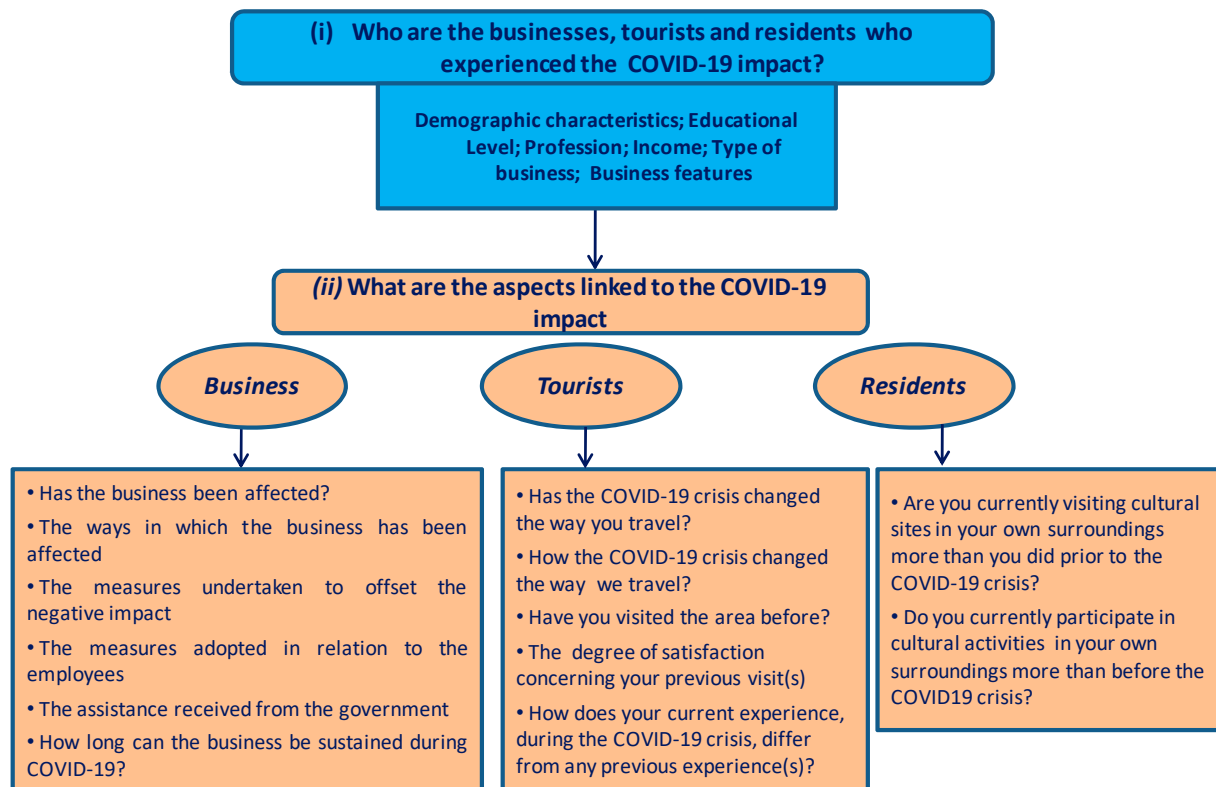 (i) Who are the businesses, tourists and residents who
experienced the COVID-19 impact?
Demographic characteristics; Educational
Level; Profession; Income; Type of
business; Business features
(ii) What are the aspects linked to the COVID-19
impact
Business
Tourists
Residents
• Has the business been affected?
• The ways in which the business has been
affected
• The measures undertaken to offset the
negative impact
• The measures adopted in relation to the
employees
• The assistance received from the government
• How long can the business be sustained during
COVID-19?
• Has the COVID-19 crisis changed
the way you travel?
• How the COVID-19 crisis changed
the way we travel?
• Have you visited the area before?
• The degree of satisfaction
concerning your previous visit(s)
• How does your current experience,
during the COVID-19 crisis, differ
from any previous experience(s)?
• Are you currently visiting cultural
sites in your own surroundings
more than you did prior to the
COVID-19 crisis?
• Do you currently participate in
cultural activities in your own
surroundings more than before the
COVID19 crisis?